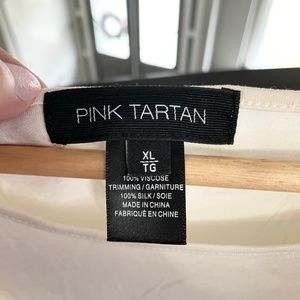 PINK TARTAN
XL
TG
100% VISCOSE
TRIMMING / GARNITURE
100% SILK / SOIE
MADE IN CHINA
FABRIQUÉ EN CHINE